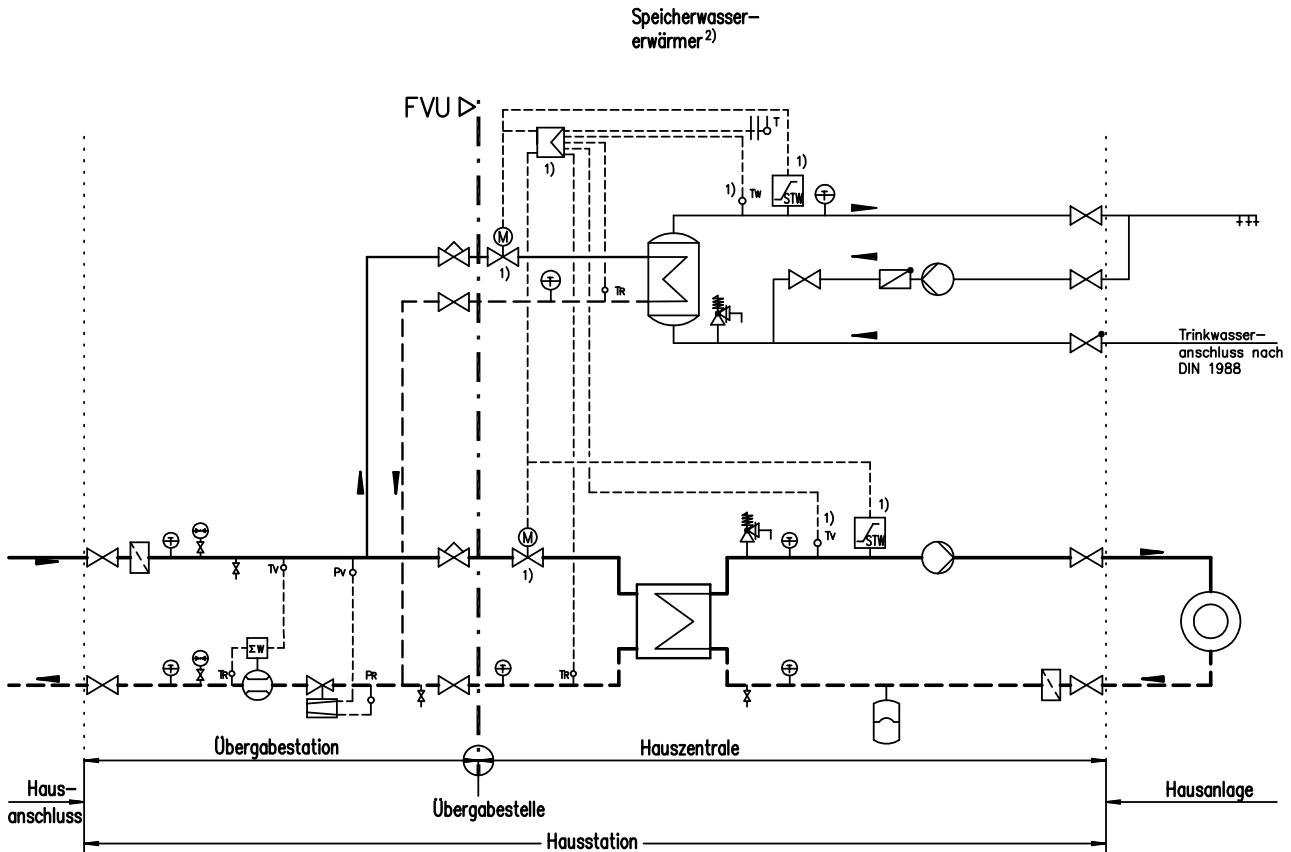 Speicherwasser-
erwärmer 2)
FVU
T
1)
1)
1)
Tw
STW
M
1)
T
T
TR
Trinkwasser-
anschluss nach
DIN 1988
1)
1)
Tv
STW
M
1)
T
T
Tv
Pv
ΣW
TR
PR
T
T
TR
T
Übergabestation
Hauszentrale
Haus-
anschluss
Übergabestelle
Hausanlage
Hausstation